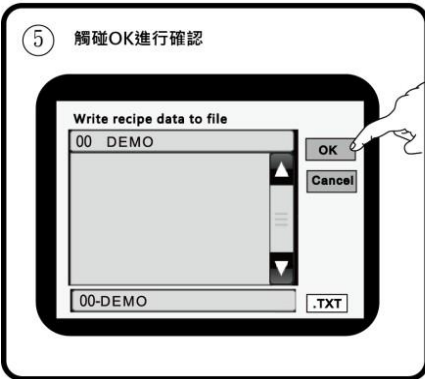 ⑤ 觸碰OK進行確認
Write recipe data to file
00 DEMO
OK
Cancel
00-DEMO
.TXT